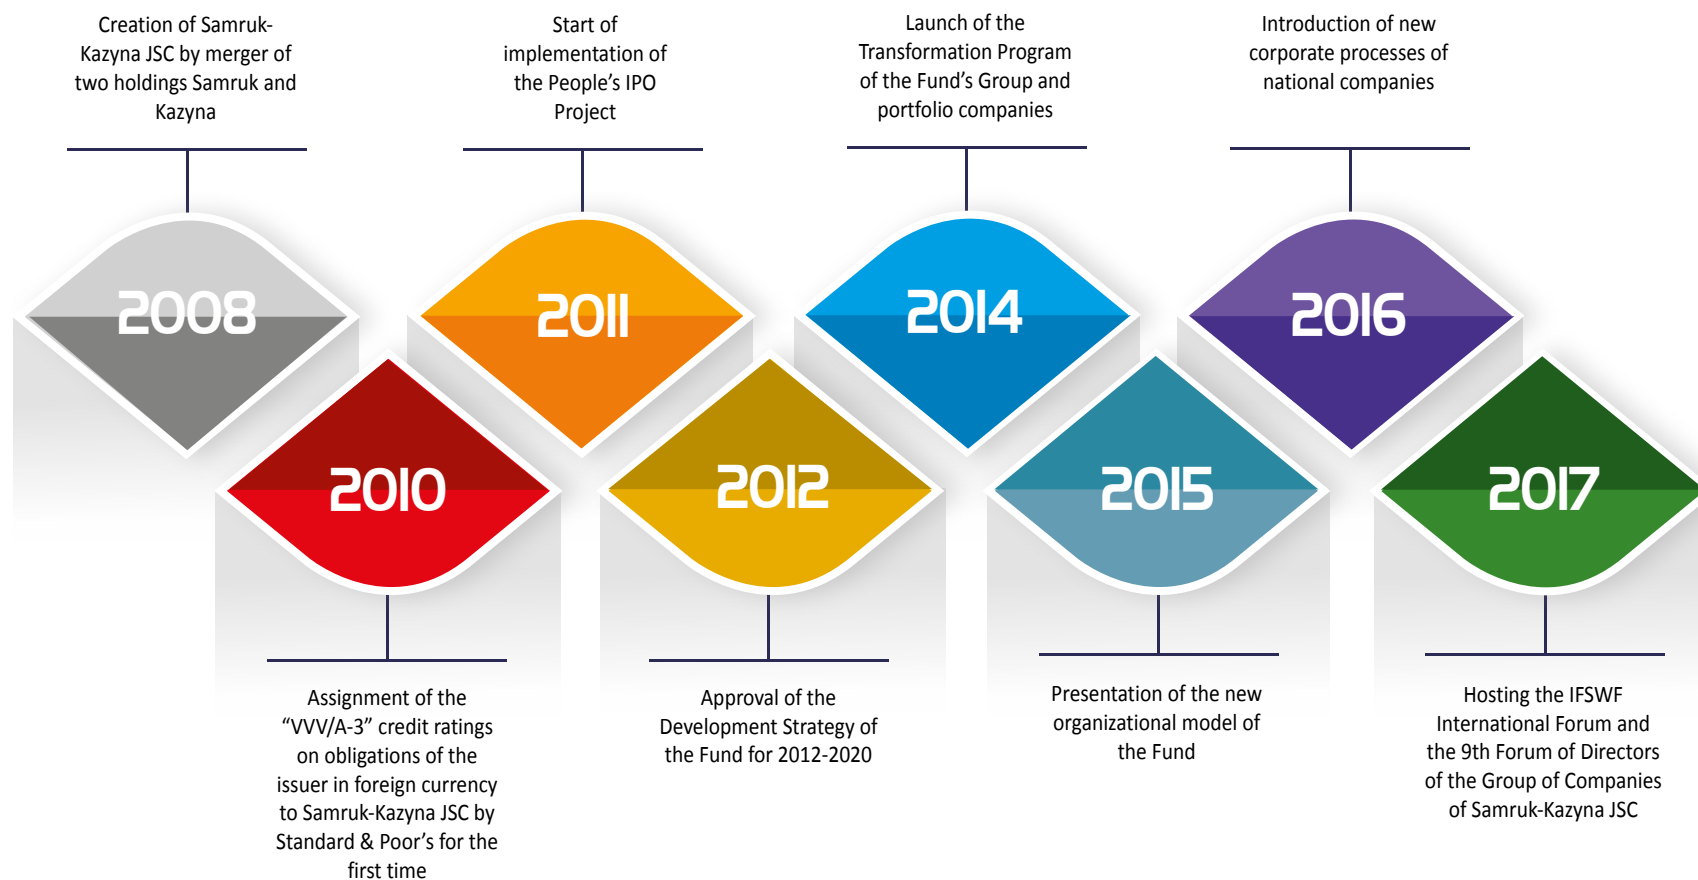 Creation of Samruk-
Kazyna JSC by merger of
two holdings Samruk and
Kazyna
2008
Assignment of the
“VVV/A-3” credit ratings
on obligations of the
issuer in foreign currency
to Samruk-Kazyna JSC by
Standard & Poor’s for the
first time
2010
Start of
implementation of
the People’s IPO
Project
2011
Approval of the
Development Strategy of
the Fund for 2012-2020
2012
Launch of the
Transformation Program
of the Fund’s Group and
portfolio companies
2014
Presentation of the new
organizational model of
the Fund
2015
Introduction of new
corporate processes of
national companies
2016
Hosting the IFSWF
International Forum and
the 9th Forum of Directors
of the Group of Companies
of Samruk-Kazyna JSC
2017